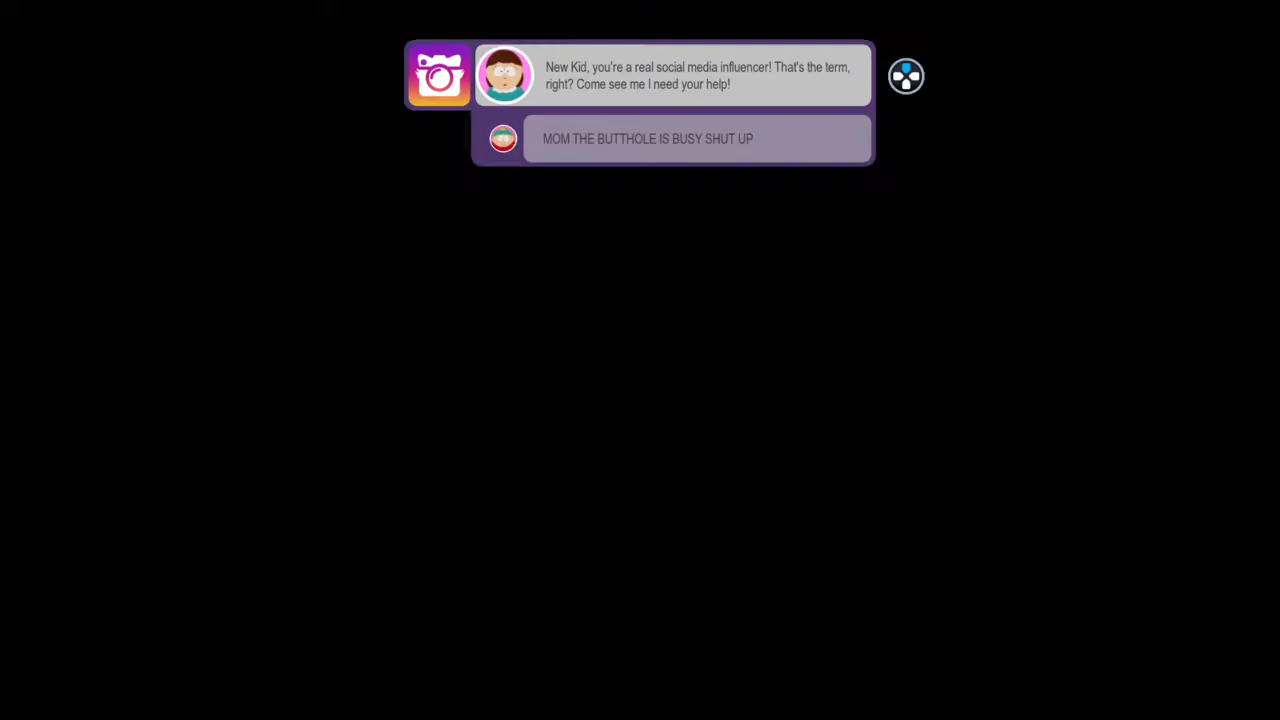 New Kid, you're a real social media influencer! That's the term,
right? Come see me I need your help!
MOM THE BUTTHOLE IS BUSY SHUT UP